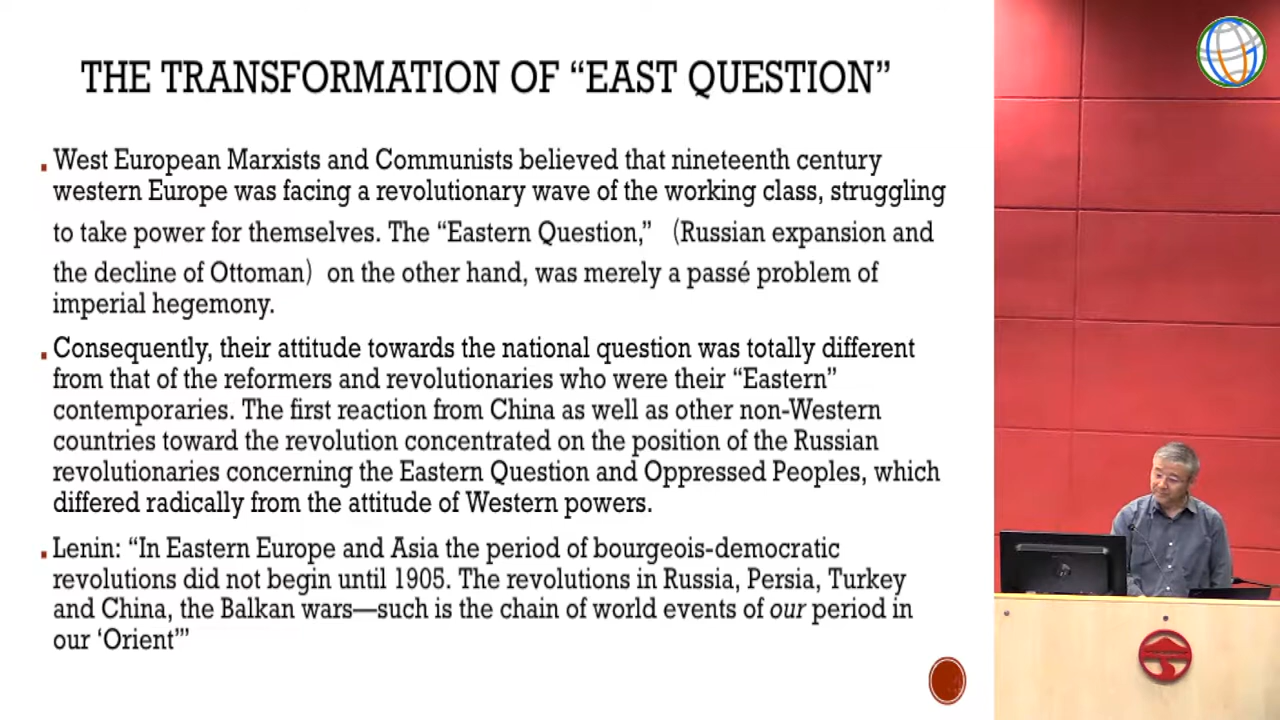 THE TRANSFORMATION OF “EAST QUESTION”
West European Marxists and Communists believed that nineteenth century
western Europe was facing a revolutionary wave of the working class, struggling
to take power for themselves. The “Eastern Question,” （Russian expansion and
the decline of Ottoman） on the other hand, was merely a passé problem of
imperial hegemony.
Consequently, their attitude towards the national question was totally different
from that of the reformers and revolutionaries who were their “Eastern”
contemporaries. The first reaction from China as well as other non-Western
countries toward the revolution concentrated on the position of the Russian
revolutionaries concerning the Eastern Question and Oppressed Peoples, which
differed radically from the attitude of Western powers.
Lenin: “In Eastern Europe and Asia the period of bourgeois-democratic
revolutions did not begin until 1905. The revolutions in Russia, Persia, Turkey
and China, the Balkan wars—such is the chain of world events of our period in
our ‘Orient’”